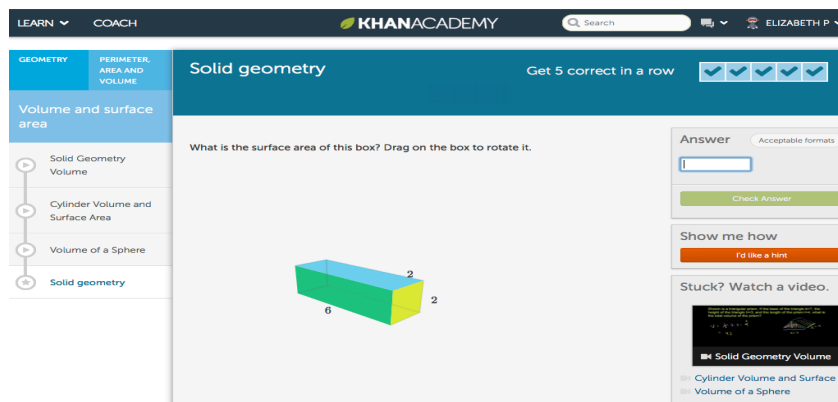 LEARN
COACH
KHANACADEMY
Search
ELIZABETH P
GEOMETRY
PERIMETER,
AREA AND
VOLUME
Volume and surface
area
Solid Geometry
Volume
Cylinder Volume and
Surface Area
Volume of a Sphere
Solid geometry
Solid geometry
Get 5 correct in a row
What is the surface area of this box? Drag on the box to rotate it.
2
2
6
Answer
Acceptable formats
Check Answer
Show me how
I'd like a hint
Stuck? Watch a video.
Solid Geometry Volume
Cylinder Volume and Surface
Volume of a Sphere